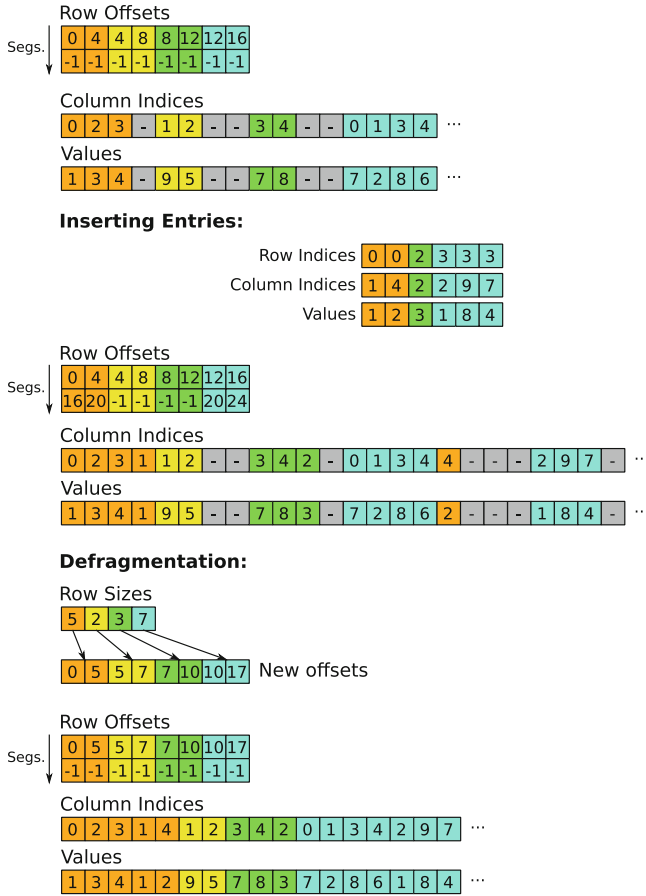 Row Offsets
Segs.
0 4 4 8 8 12 12 16
-1 -1 -1 -1 -1 -1 -1 -1
Column Indices
0 2 3 - 1 2 - - 3 4 - - 0 1 3 4 ...
Values
1 3 4 - 9 5 - - 7 8 - - 7 2 8 6 ...
Inserting Entries:
Row Indices 0 0 2 3 3 3
Column Indices 1 4 2 2 9 7
Values 1 2 3 1 8 4
Row Offsets
Segs.
0 4 4 8 8 12 12 16
16 20 -1 -1 -1 -1 20 24
Column Indices
0 2 3 1 1 2 - - 3 4 2 - 0 1 3 4 4 - - - 2 9 7 - ..
Values
1 3 4 1 9 5 - - 7 8 3 - 7 2 8 6 2 - - - 1 8 4 - ..
Defragmentation:
Row Sizes
5 2 3 7
0 5 5 7 7 10 10 17 New offsets
Row Offsets
Segs.
0 5 5 7 7 10 10 17
-1 -1 -1 -1 -1 -1 -1 -1
Column Indices
0 2 3 1 4 1 2 3 4 2 0 1 3 4 2 9 7 ...
Values
1 3 4 1 2 9 5 7 8 3 7 2 8 6 1 8 4 ...